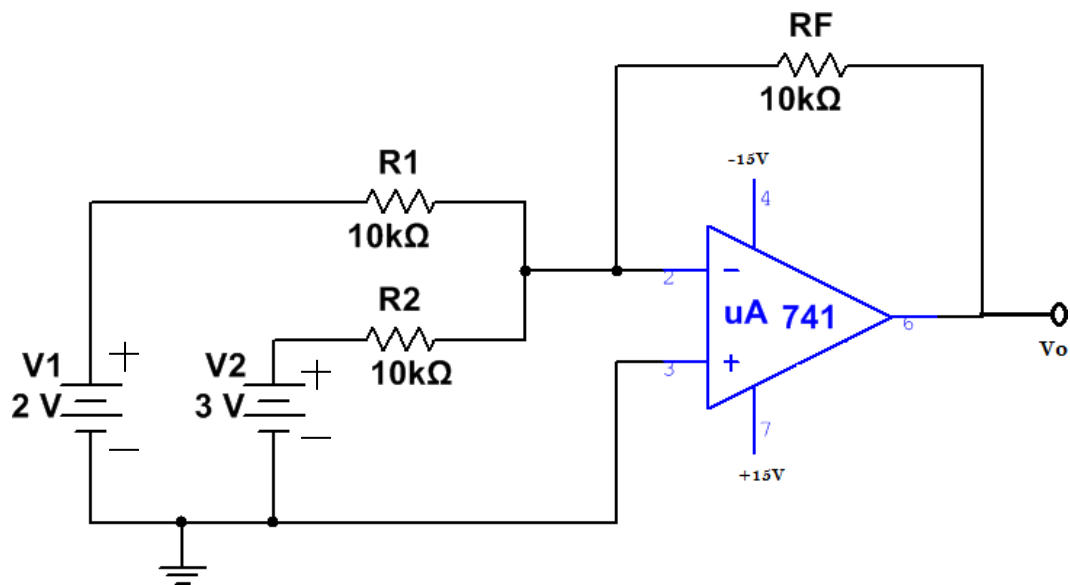 RF
10kΩ
-15V
4
R1
10kΩ
2
−
uA 741
6
Vo
R2
10kΩ
3
+
V1
2 V
+
−
V2
3 V
+
−
7
+15V